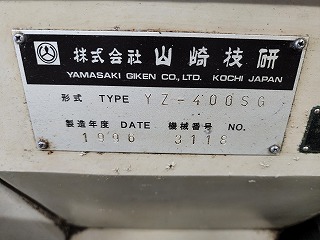 株式会社 山崎技研
YAMASAKI GIKEN CO., LTD. KOCHI JAPAN
形式 TYPE YZ-400SG
製造年度 DATE 機械番号 NO.
1996 3118